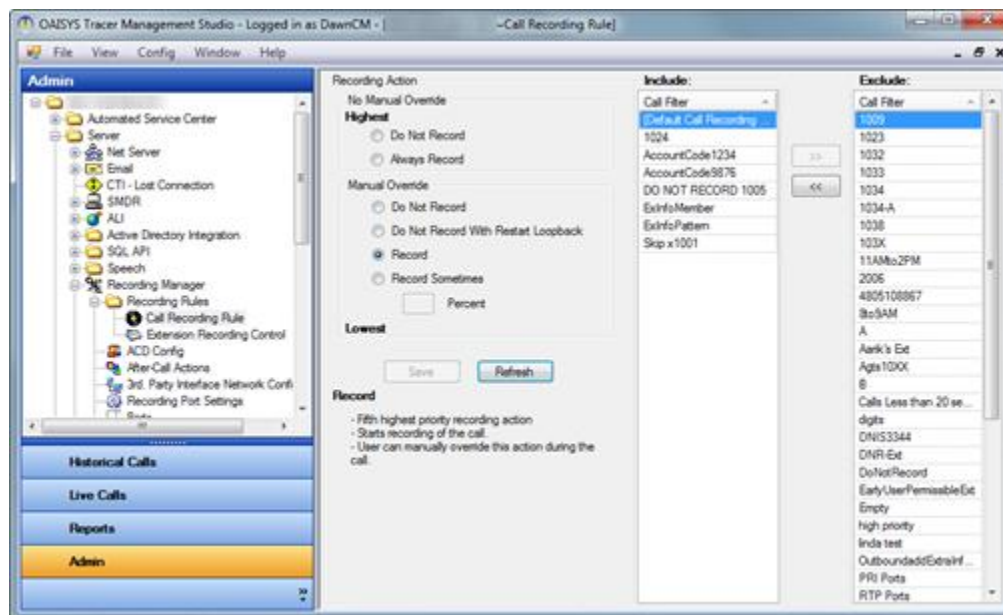 OAISYS Tracer Management Studio - Logged in as DawnCM - [ -Call Recording Rule]
File View Config Window Help
Admin
Automated Service Center
Server
Net Server
Email
CTI - Lost Connection
SMDR
ALI
Active Directory Integration
SQL API
Speech
Recording Manager
Recording Rules
Call Recording Rule
Extension Recording Control
ACD Config
After-Call Actions
3rd. Party Interface Network Confi
Recording Port Settings
Historical Calls
Live Calls
Reports
Admin
Recording Action
No Manual Override
Highest
Do Not Record
Always Record
Manual Override
Do Not Record
Do Not Record With Restart Loopback
Record
Record Sometimes
Percent
Lowest
Save
Refresh
Record
- Fifth highest priority recording action
- Starts recording of the call.
- User can manually override this action during the
call.
Include:
Call Filter
[Default Call Recording ...
1024
AccountCode1234
AccountCode9876
DO NOT RECORD 1005
ExInfoMember
ExInfoPattern
Skip x1001
>>
<<
Exclude:
Call Filter
1009
1023
1032
1033
1034
1034-A
1038
103X
11AMto2PM
2006
4805108867
8to9AM
A
Aarik's Ext
Agts10XX
B
Calls Less than 20 se...
digits
DNIS3344
DNR-Ext
DoNotRecord
EarlyUserPermissableExt
Empty
high priority
linda test
OutboundaddExtraInf...
PRI Ports
RTP Ports